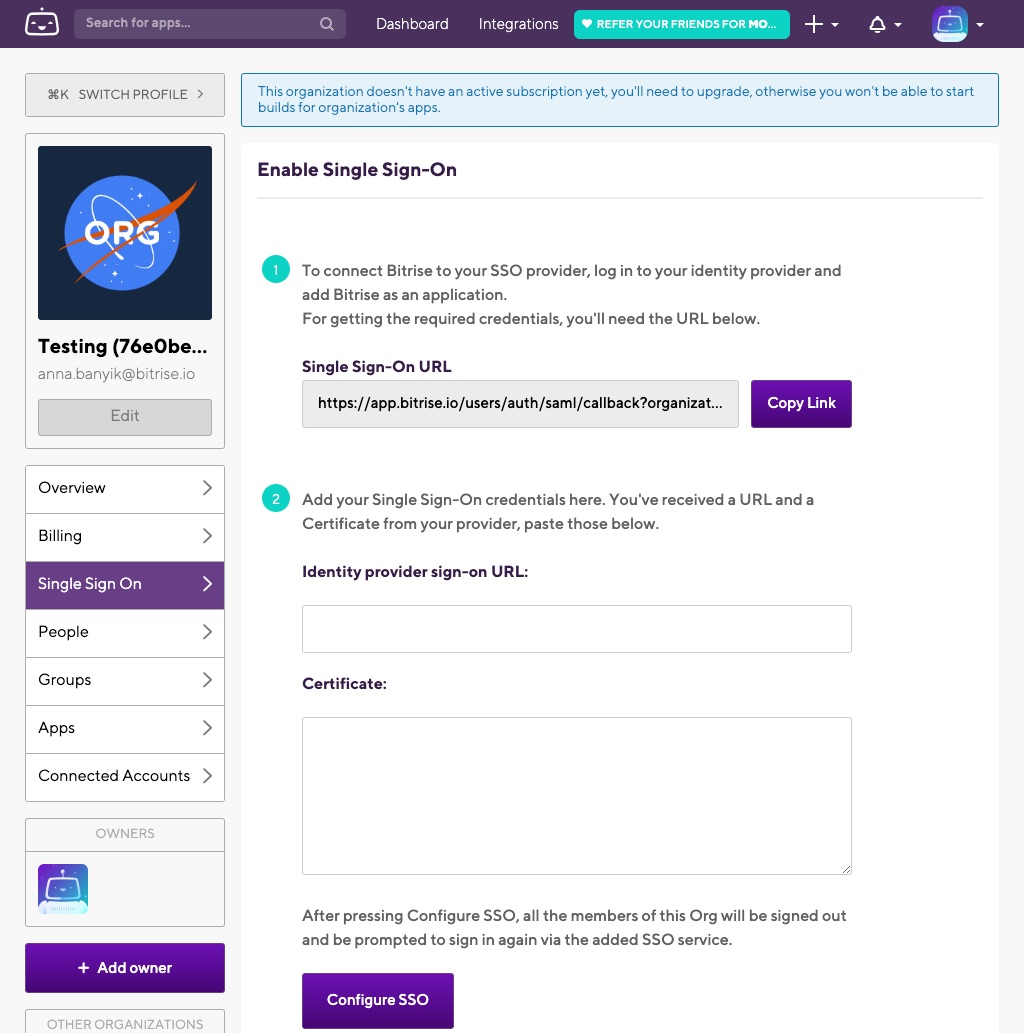 Search for apps...
Dashboard
Integrations
REFER YOUR FRIENDS FOR MO...
⌘K SWITCH PROFILE
ORG
Testing (76e0be...
anna.banyik@bitrise.io
Edit
Overview
Billing
Single Sign On
People
Groups
Apps
Connected Accounts
OWNERS
+ Add owner
OTHER ORGANIZATIONS
This organization doesn't have an active subscription yet, you'll need to upgrade, otherwise you won't be able to start
builds for organization's apps.
Enable Single Sign-On
1
To connect Bitrise to your SSO provider, log in to your identity provider and
add Bitrise as an application.
For getting the required credentials, you'll need the URL below.
Single Sign-On URL
https://app.bitrise.io/users/auth/saml/callback?organizat...
Copy Link
2
Add your Single Sign-On credentials here. You've received a URL and a
Certificate from your provider, paste those below.
Identity provider sign-on URL:
Certificate:
After pressing Configure SSO, all the members of this Org will be signed out
and be prompted to sign in again via the added SSO service.
Configure SSO